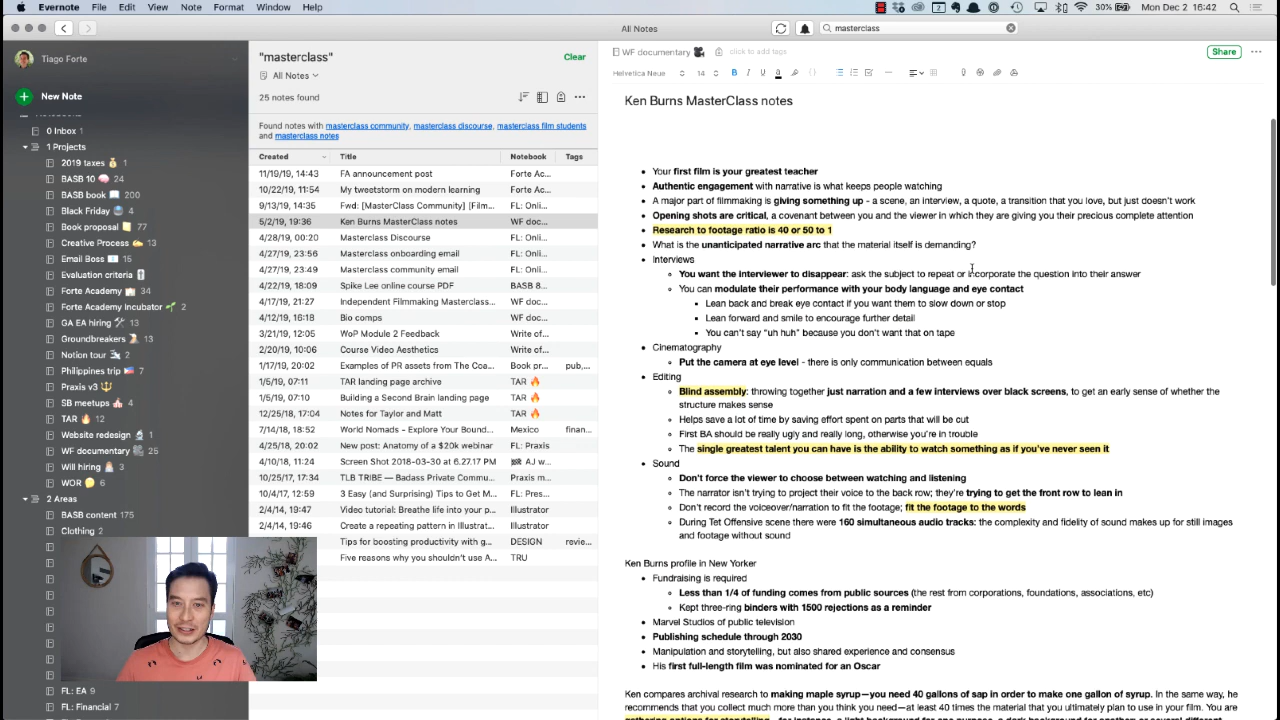 Evernote File Edit View Note Format Window Help
30% Mon Dec 2 16:42
All Notes
masterclass
Tiago Forte
New Note
0 Inbox 1
1 Projects
2019 taxes 💰 1
BASB 10 🧠 24
BASB book 📖 200
Black Friday 4
Book proposal 77
Creative Process ✍️ 13
Email Boss 15
Evaluation criteria
Forte Academy 34
Forte Academy Incubator 🌱 2
GA EA hiring 🛠 13
Groundbreakers 13
Notion tour 2
Philippines trip 🇵🇭 7
Praxis v3 🔱
SB meetups 4
TAR 🔥 12
Website redesign 1
WF documentary 🎥 25
Will hiring 3
WOR 6
2 Areas
BASB content 175
Clothing 2
FL: EA 9
FL: Financial 7
"masterclass"
Clear
All Notes
25 notes found
Found notes with masterclass community, masterclass discourse, masterclass film students
and masterclass notes
Created Title Notebook Tags
11/19/19, 14:43 FA announcement post Forte Ac...
10/22/19, 11:54 My tweetstorm on modern learning Forte Ac...
9/13/19, 14:35 Fwd: [MasterClass Community] [Film... FL: Onli...
5/2/19, 19:36 Ken Burns MasterClass notes WF doc...
4/28/19, 00:20 Masterclass Discourse FL: Onli...
4/27/19, 23:56 Masterclass onboarding email FL: Onli...
4/27/19, 23:49 Masterclass community email FL: Onli...
4/22/19, 18:09 Spike Lee online course PDF BASB 8...
4/17/19, 21:27 Independent Filmmaking Masterclass... Forte Ac...
4/12/19, 16:18 Bio comps Forte Ac...
3/21/19, 12:05 WoP Module 2 Feedback Write of...
2/20/19, 10:06 Course Video Aesthetics Write of...
1/17/19, 20:02 Examples of PR assets from The Coa... Book pr... pub,...
1/5/19, 07:11 TAR landing page archive TAR 🔥
1/5/19, 07:10 Building a Second Brain landing page TAR 🔥
12/25/18, 17:04 Notes for Taylor and Matt TAR 🔥
7/14/18, 18:52 World Nomads - Explore Your Bound... Mexico finan...
4/25/18, 20:02 New post: Anatomy of a $20k webinar FL: Praxis
4/10/18, 11:24 Screen Shot 2018-03-30 at 6.27.17 PM 🏁 AJ w...
10/25/17, 17:34 TLB TRIBE — Badass Private Commu... Praxis m...
10/4/17, 12:59 3 Easy (and Surprising) Tips to Get M... FL: Pres...
2/4/14, 19:47 Video tutorial: Breathe life into your p... Illustrator
2/4/14, 19:46 Create a repeating pattern in Illustrat... Illustrator
Tips for boosting productivity with g... DESIGN revie...
Five reasons why you shouldn't use A... TRU
WF documentary 🎥 click to add tags
Share
Helvetica Neue 14 B I U A
Ken Burns MasterClass notes
• Your first film is your greatest teacher
• Authentic engagement with narrative is what keeps people watching
• A major part of filmmaking is giving something up - a scene, an interview, a quote, a transition that you love, but just doesn't work
• Opening shots are critical, a covenant between you and the viewer in which they are giving you their precious complete attention
• Research to footage ratio is 40 or 50 to 1
• What is the unanticipated narrative arc that the material itself is demanding?
• Interviews
You want the interviewer to disappear: ask the subject to repeat or incorporate the question into their answer
You can modulate their performance with your body language and eye contact
Lean back and break eye contact if you want them to slow down or stop
Lean forward and smile to encourage further detail
You can't say "uh huh" because you don't want that on tape
• Cinematography
Put the camera at eye level - there is only communication between equals
• Editing
Blind assembly: throwing together just narration and a few interviews over black screens, to get an early sense of whether the
structure makes sense
Helps save a lot of time by saving effort spent on parts that will be cut
First BA should be really ugly and really long, otherwise you're in trouble
The single greatest talent you can have is the ability to watch something as if you've never seen it
• Sound
Don't force the viewer to choose between watching and listening
The narrator isn't trying to project their voice to the back row; they're trying to get the front row to lean in
Don't record the voiceover/narration to fit the footage; fit the footage to the words
During Tet Offensive scene there were 160 simultaneous audio tracks: the complexity and fidelity of sound makes up for still images
and footage without sound
Ken Burns profile in New Yorker
• Fundraising is required
Less than 1/4 of funding comes from public sources (the rest from corporations, foundations, associations, etc)
Kept three-ring binders with 1500 rejections as a reminder
• Marvel Studios of public television
• Publishing schedule through 2030
• Manipulation and storytelling, but also shared experience and consensus
• His first full-length film was nominated for an Oscar
Ken compares archival research to making maple syrup—you need 40 gallons of sap in order to make one gallon of syrup. In the same way, he
recommends that you collect much more than you think you need—at least 40 times the material that you ultimately plan to use in your film. You are
gathering options for storytelling - for instance, a light background for one purpose, a dark background for another or several different